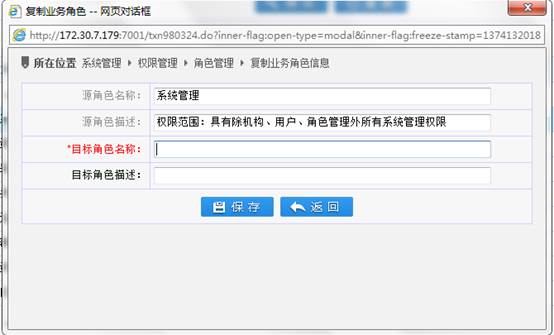 复制业务角色 -- 网页对话框
http://172.30.7.179:7001/txn980324.do?inner-flag:open-type=modal&inner-flag:freeze-stamp=1374132018
所在位置 系统管理 权限管理 角色管理 复制业务角色信息
源角色名称： 系统管理
源角色描述： 权限范围：具有除机构、用户、角色管理外所有系统管理权限
*目标角色名称：
目标角色描述：
保存 返回